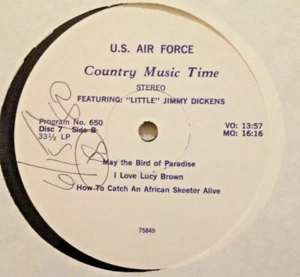 U.S. AIR FORCE
Country Music Time
STEREO
FEATURING: "LITTLE" JIMMY DICKENS
Program No. 650
Disc 7 Side B
33⅓ LP
VO: 13:57
MO: 16:16
May the Bird of Paradise
I Love Lucy Brown
How To Catch An African Skeeter Alive
75849